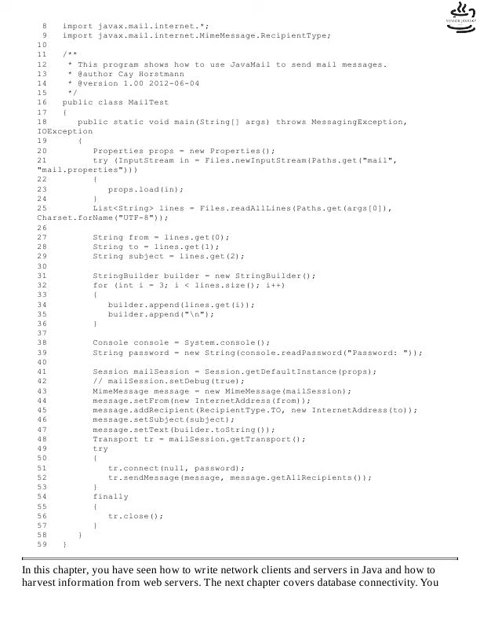 8 import javax.mail.internet.*;
9 import javax.mail.internet.MimeMessage.RecipientType;
10
11 /**
12 * This program shows how to use JavaMail to send mail messages.
13 * @author Cay Horstmann
14 * @version 1.00 2012-06-04
15 */
16 public class MailTest
17 {
18 public static void main(String[] args) throws MessagingException,
IOException
19 {
20 Properties props = new Properties();
21 try (InputStream in = Files.newInputStream(Paths.get("mail",
"mail.properties")))
22 {
23 props.load(in);
24 }
25 List<String> lines = Files.readAllLines(Paths.get(args[0]),
Charset.forName("UTF-8"));
26
27 String from = lines.get(0);
28 String to = lines.get(1);
29 String subject = lines.get(2);
30
31 StringBuilder builder = new StringBuilder();
32 for (int i = 3; i < lines.size(); i++)
33 {
34 builder.append(lines.get(i));
35 builder.append("\n");
36 }
37
38 Console console = System.console();
39 String password = new String(console.readPassword("Password: "));
40
41 Session mailSession = Session.getDefaultInstance(props);
42 // mailSession.setDebug(true);
43 MimeMessage message = new MimeMessage(mailSession);
44 message.setFrom(new InternetAddress(from));
45 message.addRecipient(RecipientType.TO, new InternetAddress(to));
46 message.setSubject(subject);
47 message.setText(builder.toString());
48 Transport tr = mailSession.getTransport();
49 try
50 {
51 tr.connect(null, password);
52 tr.sendMessage(message, message.getAllRecipients());
53 }
54 finally
55 {
56 tr.close();
57 }
58 }
59 }
In this chapter, you have seen how to write network clients and servers in Java and how to
harvest information from web servers. The next chapter covers database connectivity. You